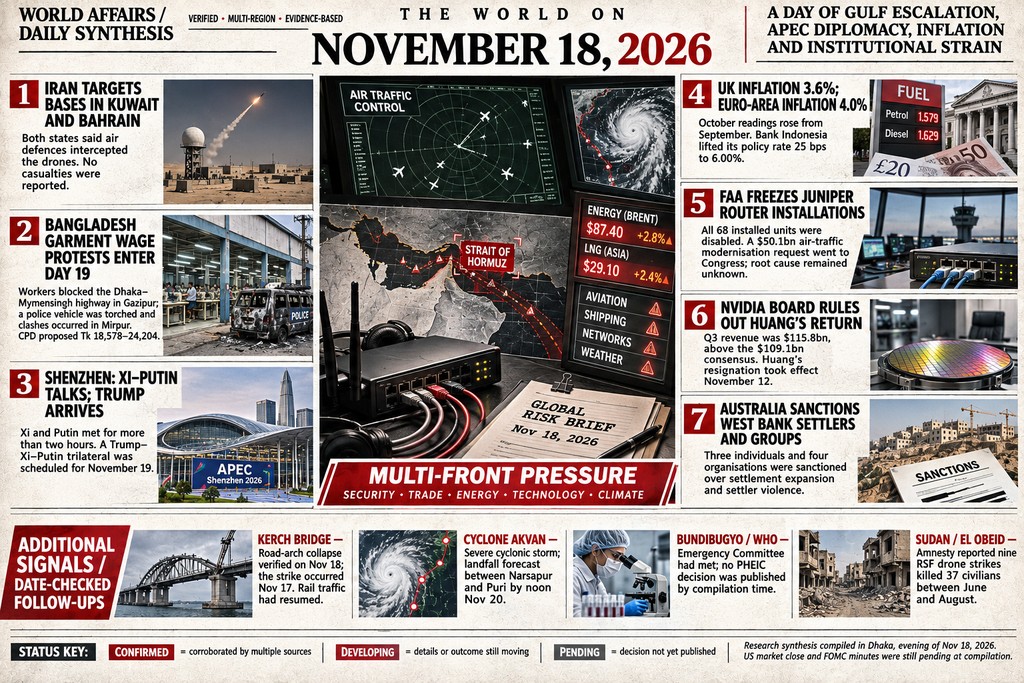 WORLD AFFAIRS /
DAILY SYNTHESIS
VERIFIED • MULTI-REGION • EVIDENCE-BASED
THE WORLD ON
NOVEMBER 18, 2026
A DAY OF GULF ESCALATION,
APEC DIPLOMACY, INFLATION
AND INSTITUTIONAL STRAIN
1
IRAN TARGETS
BASES IN KUWAIT
AND BAHRAIN
Both states said air
defences intercepted
the drones. No
casualties were
reported.
2
BANGLADESH
GARMENT WAGE
PROTESTS ENTER
DAY 19
Workers blocked the Dhaka–
Mymensingh highway in Gazipur;
a police vehicle was torched and
clashes occurred in Mirpur.
CPD proposed Tk 18,578–24,204.
POLICE
3
SHENZHEN: XI–PUTIN
TALKS; TRUMP
ARRIVES
Xi and Putin met for more
than two hours. A Trump–
Xi–Putin trilateral was
scheduled for November 19.
APEC
Shenzhen 2026
AIR TRAFFIC
CONTROL
STRAIT OF
HORMUZ
ENERGY (BRENT)
$87.40 +2.8%▲
LNG (ASIA)
$29.10 +2.4%▲
AVIATION
SHIPPING
NETWORKS
WEATHER
GLOBAL
RISK BRIEF
Nov 18, 2026
MULTI-FRONT PRESSURE
SECURITY • TRADE • ENERGY • TECHNOLOGY • CLIMATE
4
UK INFLATION 3.6%;
EURO-AREA INFLATION 4.0%
October readings rose from
September. Bank Indonesia
lifted its policy rate 25 bps
to 6.00%.
FUEL
Petrol 1.579
Diesel 1.629
£20
50
5
FAA FREEZES JUNIPER
ROUTER INSTALLATIONS
All 68 installed units were
disabled. A $50.1bn air-traffic
modernisation request went to
Congress; root cause remained
unknown.
6
NVIDIA BOARD RULES
OUT HUANG'S RETURN
Q3 revenue was $115.8bn,
above the $109.1bn
consensus. Huang's
resignation took effect
November 12.
7
AUSTRALIA SANCTIONS
WEST BANK SETTLERS
AND GROUPS
Three individuals and four
organisations were sanctioned
over settlement expansion
and settler violence.
SANCTIONS
ADDITIONAL
SIGNALS /
DATE-CHECKED
FOLLOW-UPS
KERCH BRIDGE —
Road-arch collapse
verified on Nov 18;
the strike occurred
Nov 17. Rail traffic
had resumed.
CYCLONE AKVAN —
Severe cyclonic storm;
landfall forecast
between Narsapur
and Puri by noon
Nov 20.
BUNDIBUGYO / WHO —
Emergency Committee
had met; no PHEIC
decision was published
by compilation time.
SUDAN / EL OBEID —
Amnesty reported nine
RSF drone strikes
killed 37 civilians
between June
and August.
STATUS KEY:
CONFIRMED = corroborated by multiple sources
DEVELOPING = details or outcome still moving
PENDING = decision not yet published
Research synthesis compiled in Dhaka, evening of Nov 18, 2026.
US market close and FOMC minutes were still pending at compilation.